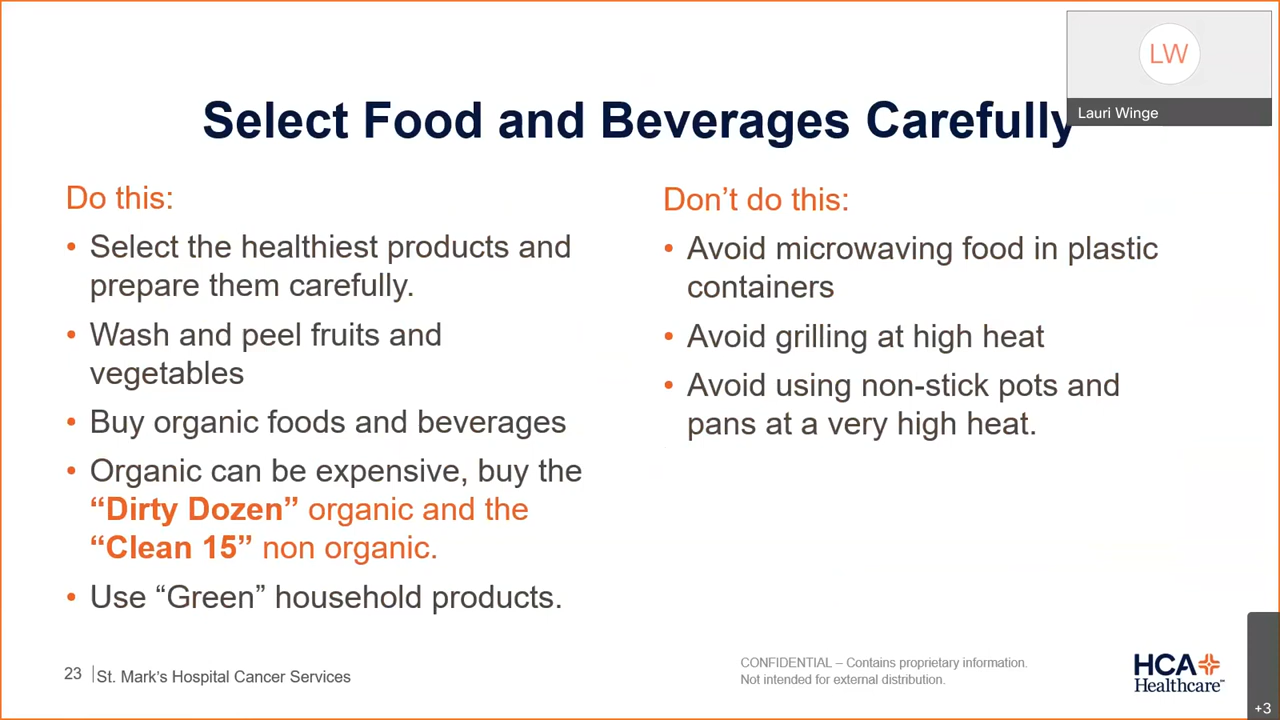 LW
Lauri Winge
Select Food and Beverages Carefully
Do this:
• Select the healthiest products and
prepare them carefully.
• Wash and peel fruits and
vegetables
• Buy organic foods and beverages
• Organic can be expensive, buy the
“Dirty Dozen” organic and the
“Clean 15” non organic.
• Use “Green” household products.
Don’t do this:
• Avoid microwaving food in plastic
containers
• Avoid grilling at high heat
• Avoid using non-stick pots and
pans at a very high heat.
23 | St. Mark's Hospital Cancer Services
CONFIDENTIAL – Contains proprietary information.
Not intended for external distribution.
HCA
Healthcare™
+3